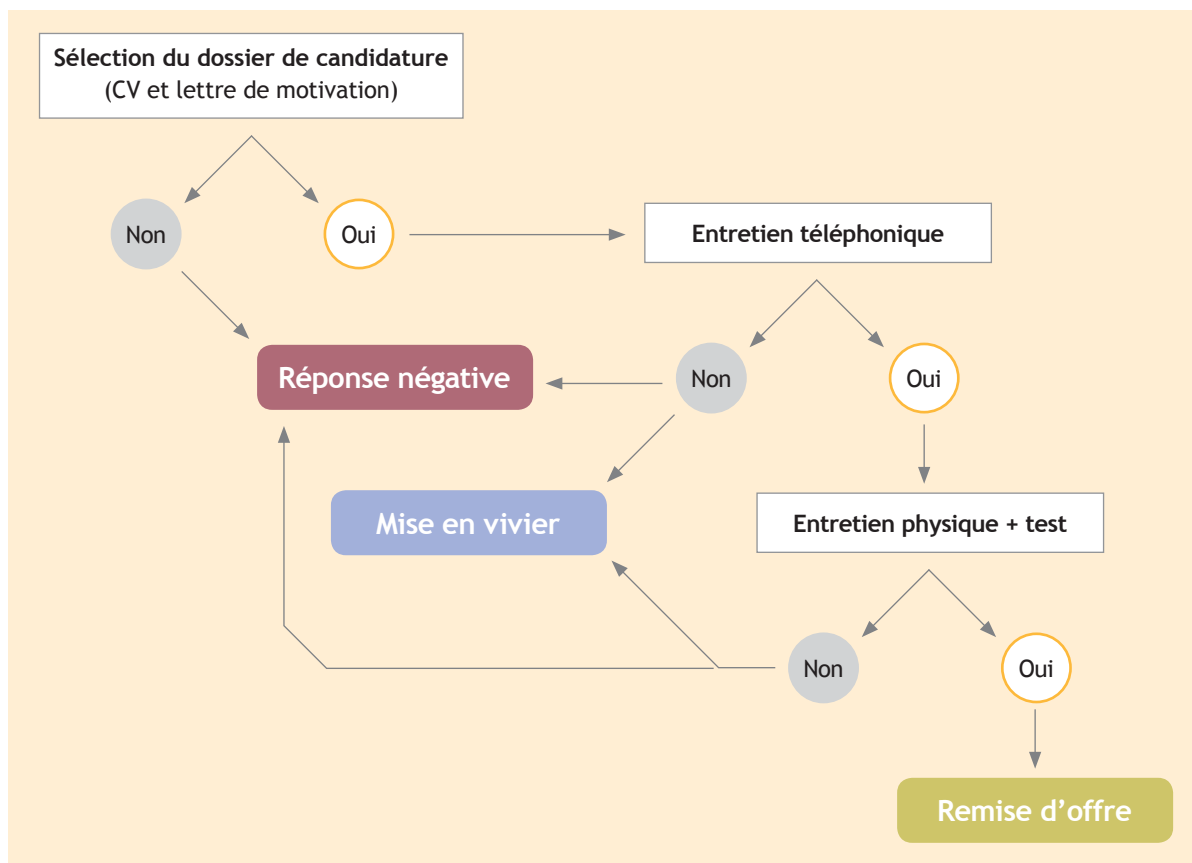 Sélection du dossier de candidature
(CV et lettre de motivation)
Non
Oui
Entretien téléphonique
Réponse négative
Non
Oui
Mise en vivier
Entretien physique + test
Non
Oui
Remise d’offre